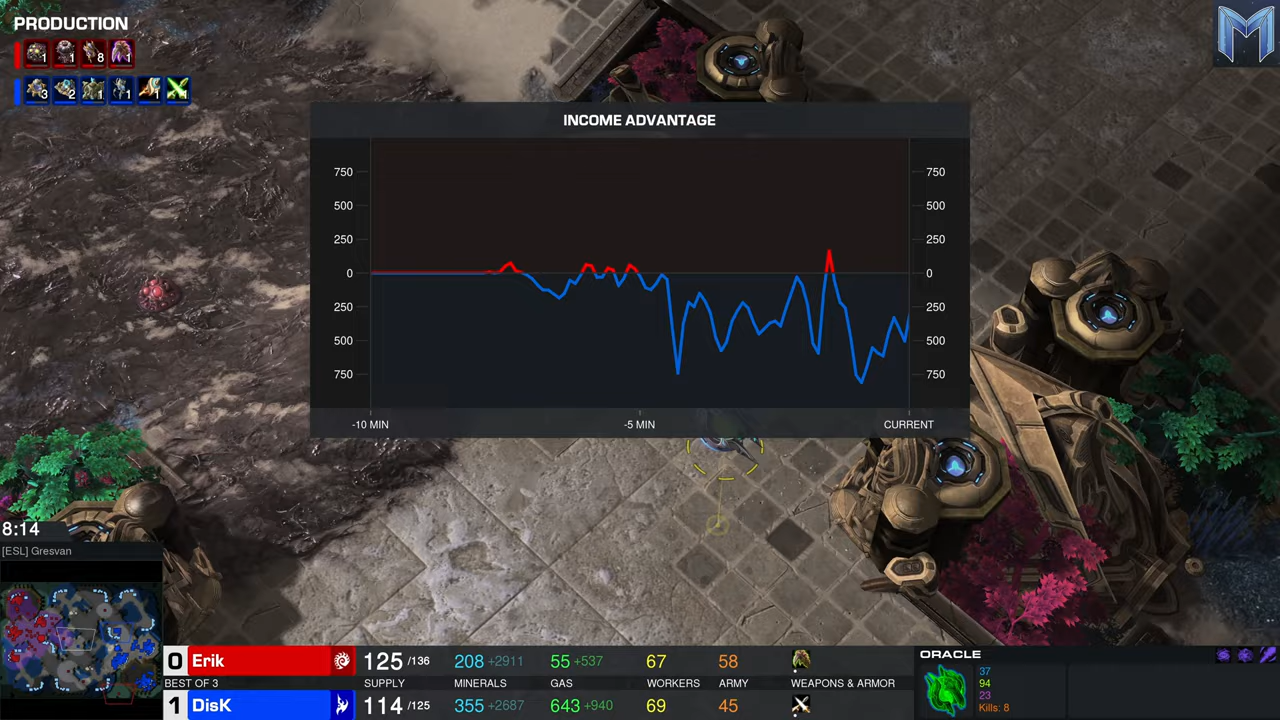 PRODUCTION
1 1 8 1
3 2 1 1 1
M
INCOME ADVANTAGE
750 750
500 500
250 250
0 0
250 250
500 500
750 750
-10 MIN -5 MIN CURRENT
8:14
[ESL] Gresvan
0 Erik 125 /136 208 +2911 55 +537 67 58
BEST OF 3 SUPPLY MINERALS GAS WORKERS ARMY WEAPONS & ARMOR
1 DisK 114 /125 355 +2687 643 +940 69 45
ORACLE
37
94
23
Kills: 8